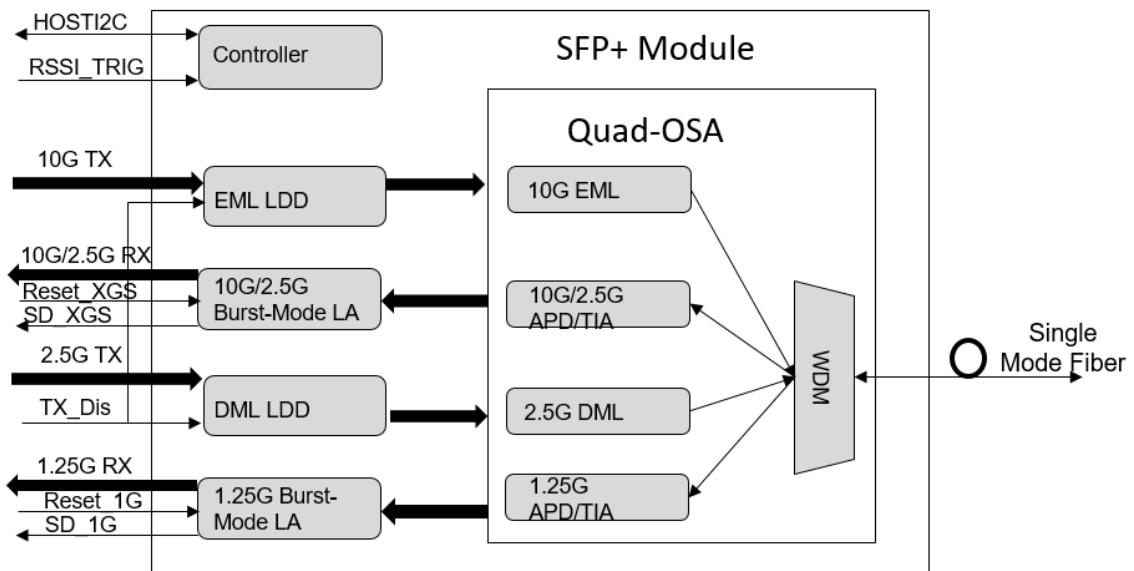 HOSTI2C
RSSI_TRIG
Controller
SFP+ Module
Quad-OSA
10G TX
EML LDD
10G EML
10G/2.5G RX
Reset_XGS
SD_XGS
10G/2.5G
Burst-Mode LA
10G/2.5G
APD/TIA
2.5G TX
TX_Dis
DML LDD
2.5G DML
1.25G RX
Reset_1G
SD_1G
1.25G Burst-
Mode LA
1.25G
APD/TIA
WDM
Single
Mode Fiber